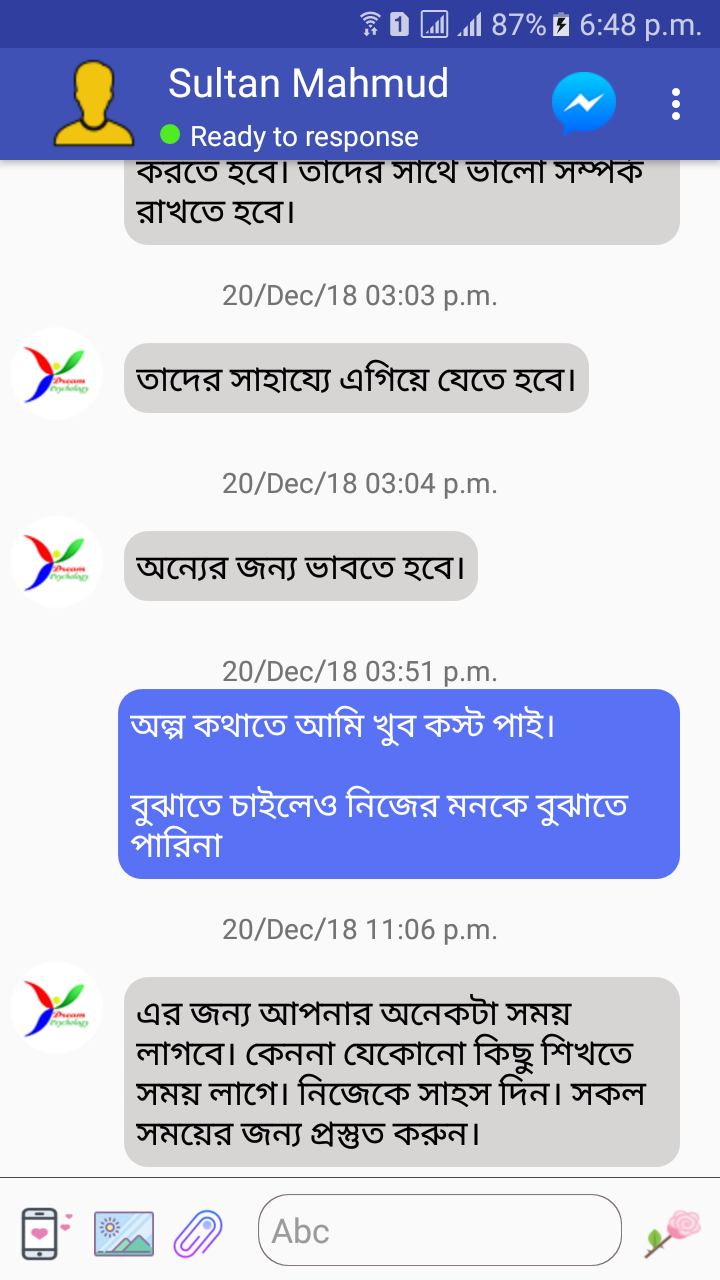 1 87% 6:48 p.m.
Sultan Mahmud
Ready to response
করতে হবে। তাদের সাথে ভালো সম্পর্ক
রাখতে হবে।
20/Dec/18 03:03 p.m.
Dream
Psychology
তাদের সাহায্যে এগিয়ে যেতে হবে।
20/Dec/18 03:04 p.m.
Dream
Psychology
অন্যের জন্য ভাবতে হবে।
20/Dec/18 03:51 p.m.
অল্প কথাতে আমি খুব কস্ট পাই।
বুঝাতে চাইলেও নিজের মনকে বুঝাতে
পারিনা
20/Dec/18 11:06 p.m.
Dream
Psychology
এর জন্য আপনার অনেকটা সময়
লাগবে। কেননা যেকোনো কিছু শিখতে
সময় লাগে। নিজেকে সাহস দিন। সকল
সময়ের জন্য প্রস্তুত করুন।
Abc